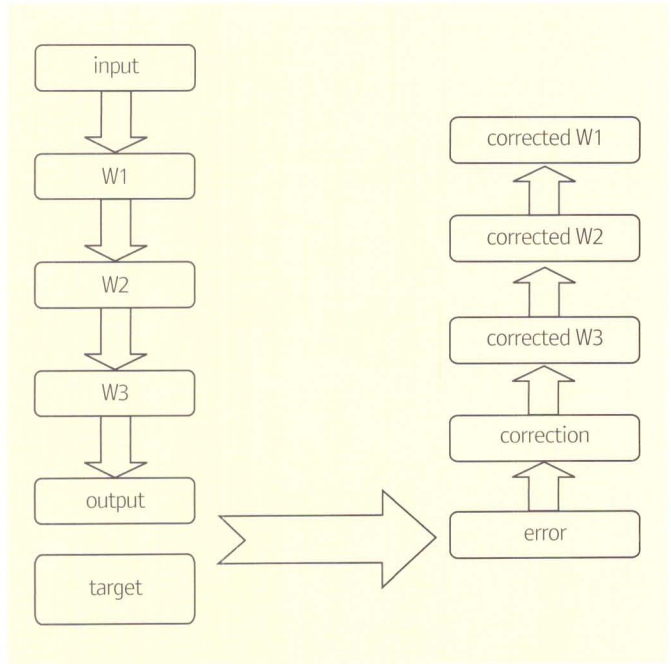 input
W1
W2
W3
output
target
corrected W1
corrected W2
corrected W3
correction
error